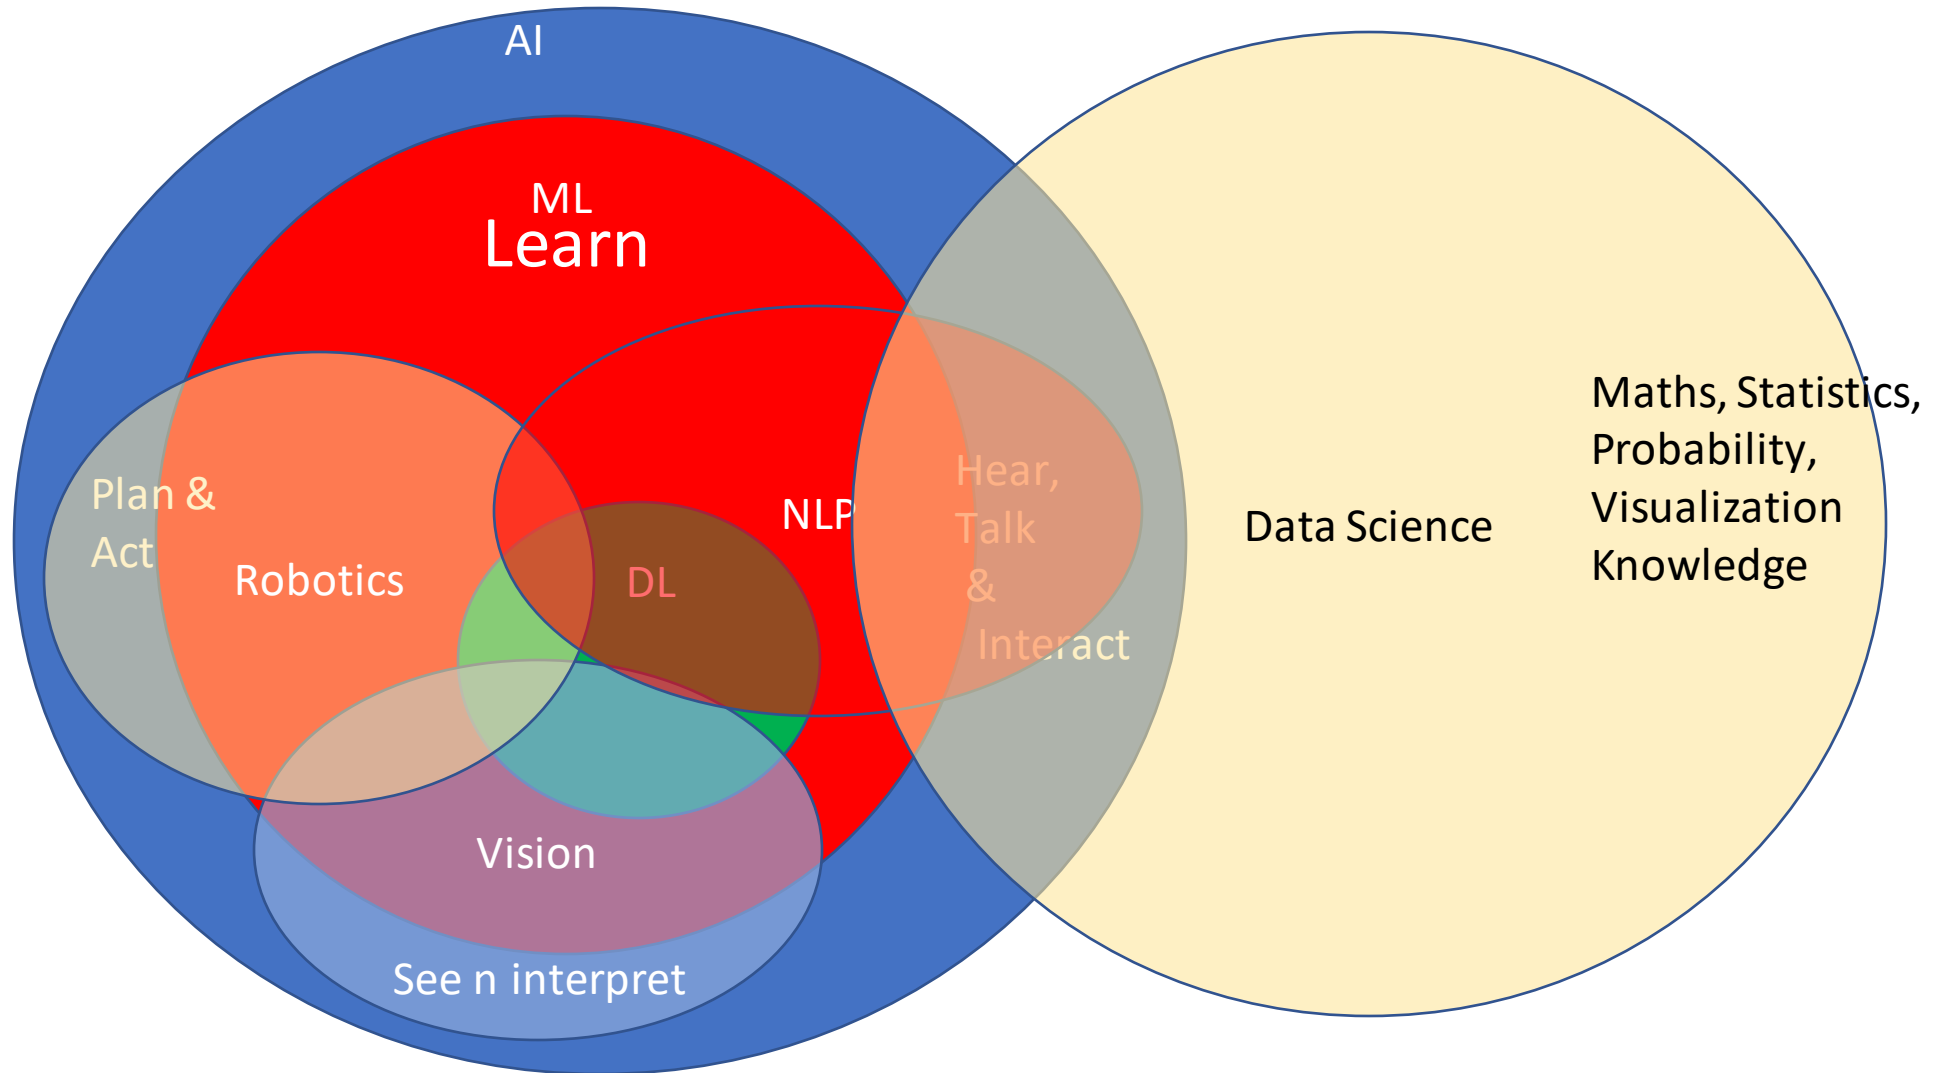 AI
ML
Learn
Plan &
Act
Robotics
DL
NLP
Hear,
Talk
&
Interact
Vision
See n interpret
Data Science
Maths, Statistics,
Probability,
Visualization
Knowledge